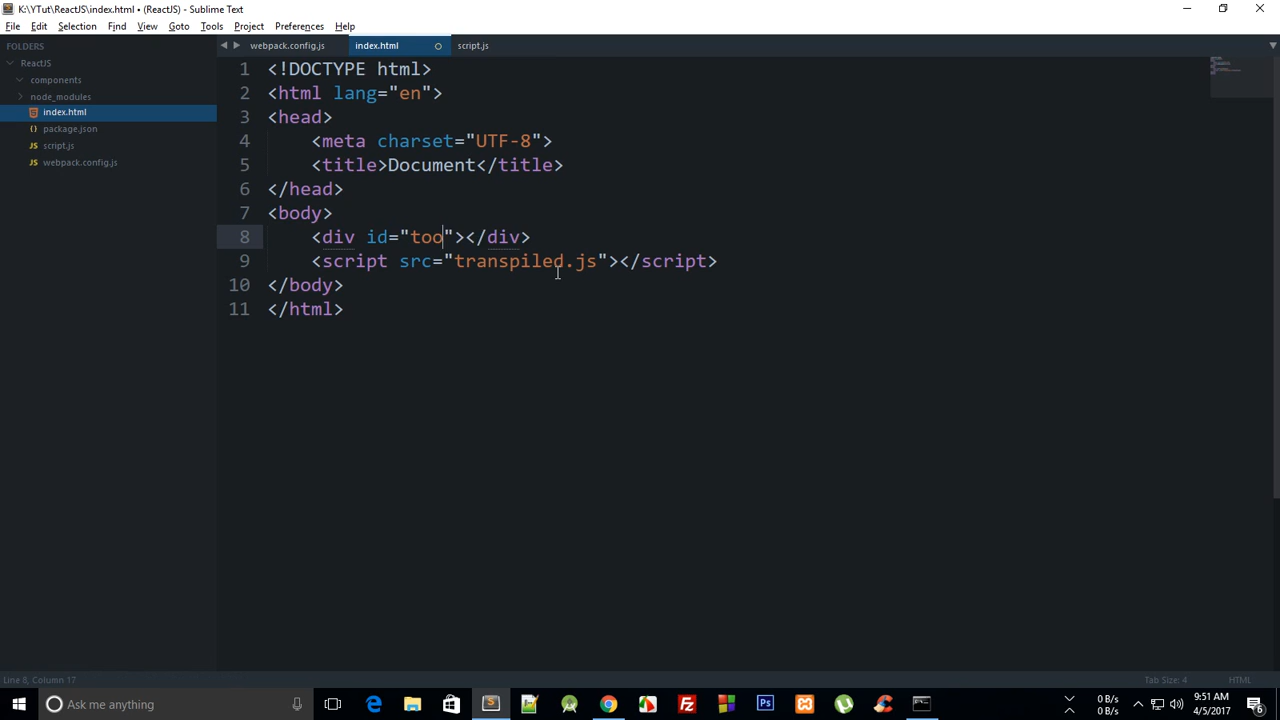 K:\YTut\ReactJS\index.html • (ReactJS) - Sublime Text
File Edit Selection Find View Goto Tools Project Preferences Help
FOLDERS
ReactJS
components
node_modules
index.html
package.json
script.js
webpack.config.js
webpack.config.js index.html script.js
1 <!DOCTYPE html>
2 <html lang="en">
3 <head>
4 <meta charset="UTF-8">
5 <title>Document</title>
6 </head>
7 <body>
8 <div id="too"></div>
9 <script src="transpiled.js"></script>
10 </body>
11 </html>
Line 8, Column 17
Tab Size: 4 HTML
Ask me anything
0 B/s
0 B/s
9:51 AM
4/5/2017
6